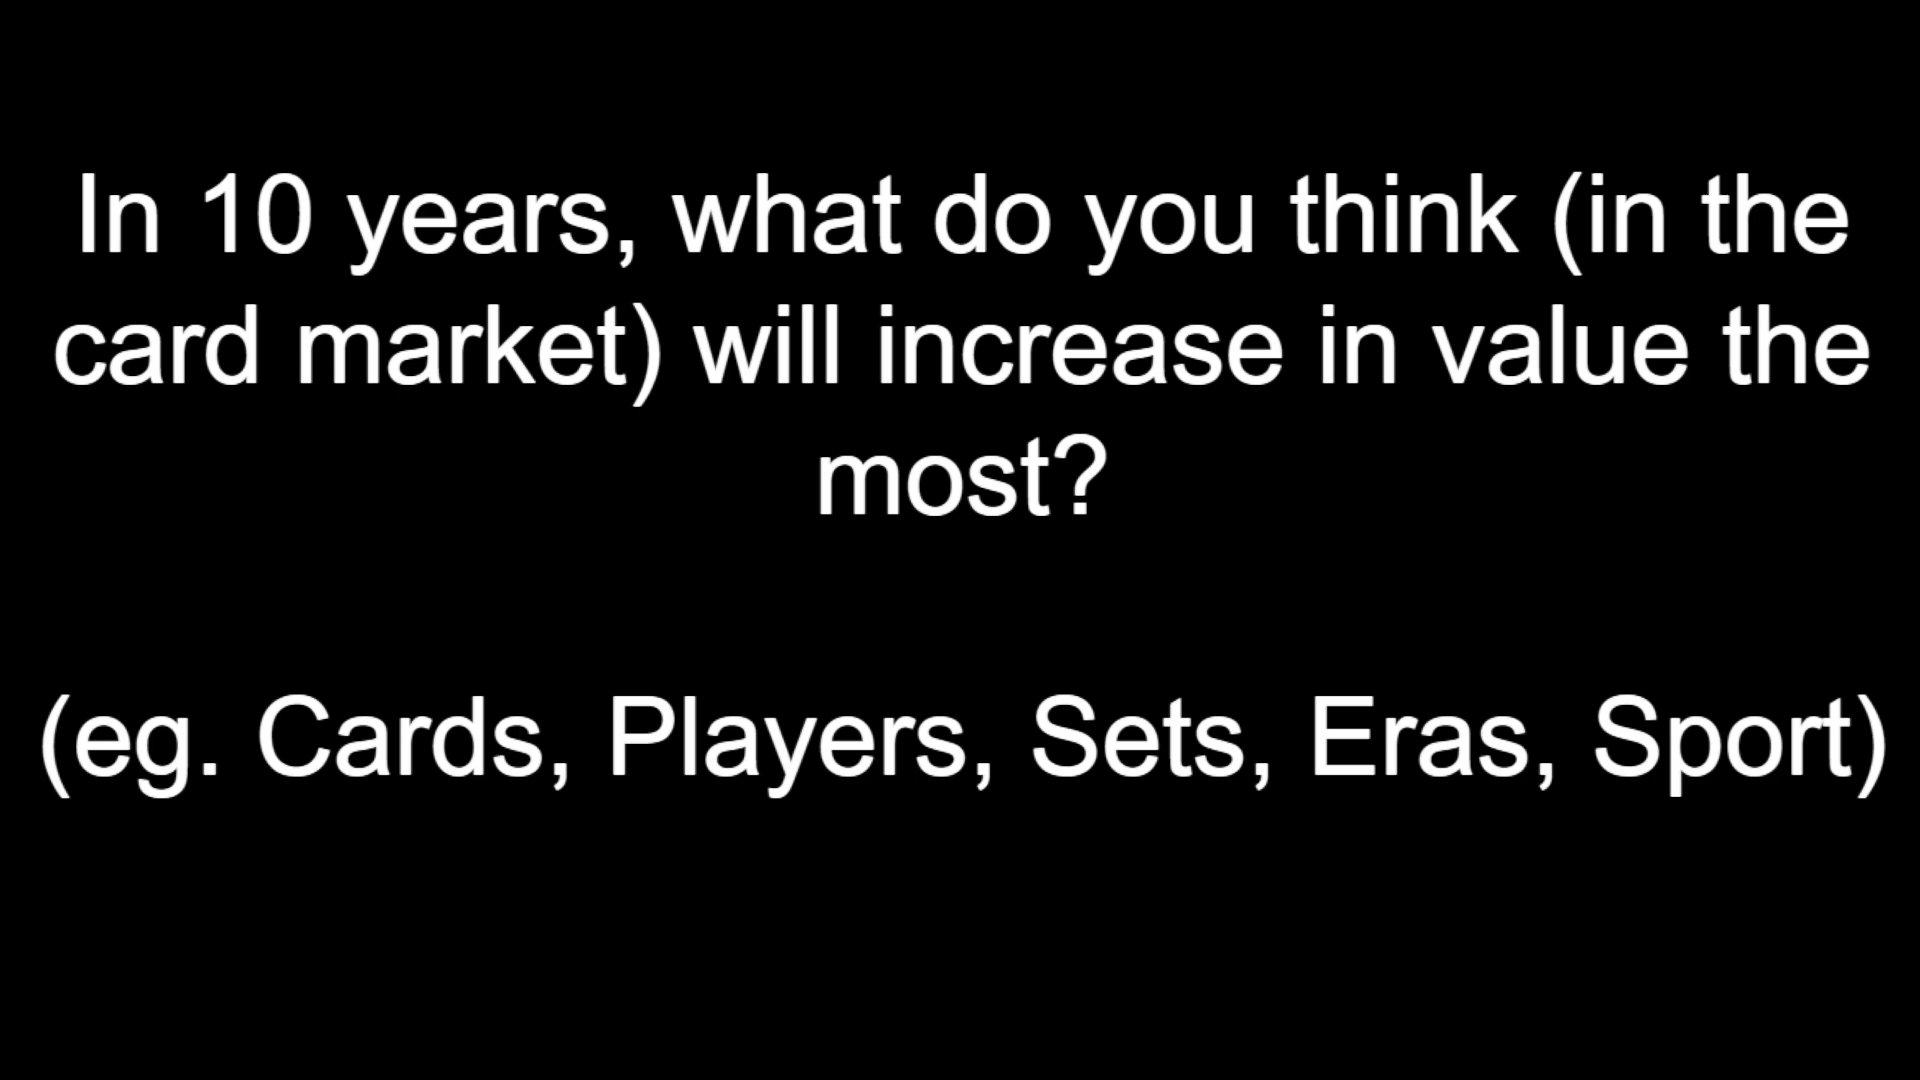 In 10 years, what do you think (in the
card market) will increase in value the
most?
(eg. Cards, Players, Sets, Eras, Sport)